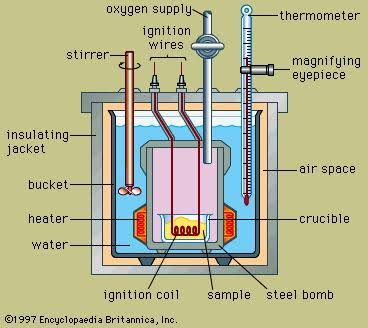 oxygen supply
ignition
wires
thermometer
stirrer
magnifying
eyepiece
insulating
jacket
air space
bucket
heater
crucible
water
ignition coil
sample
steel bomb
©1997 Encyclopaedia Britannica, Inc.